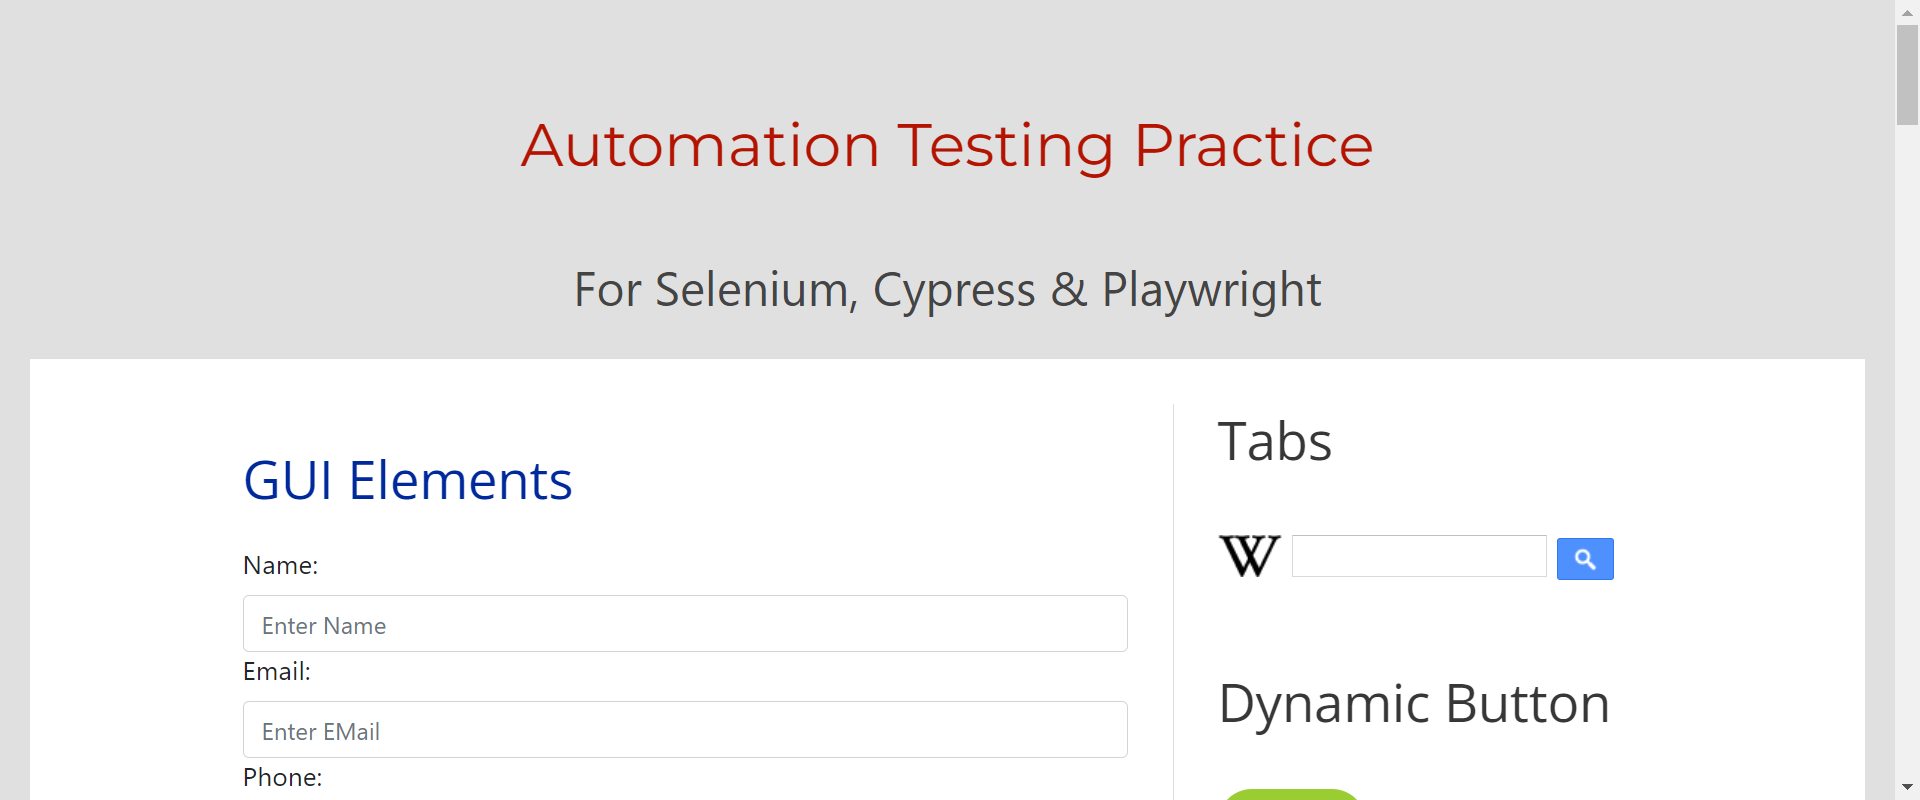 Automation Testing Practice
For Selenium, Cypress & Playwright
GUI Elements
Name:
Enter Name
Email:
Enter EMail
Phone:
Tabs
W
Dynamic Button